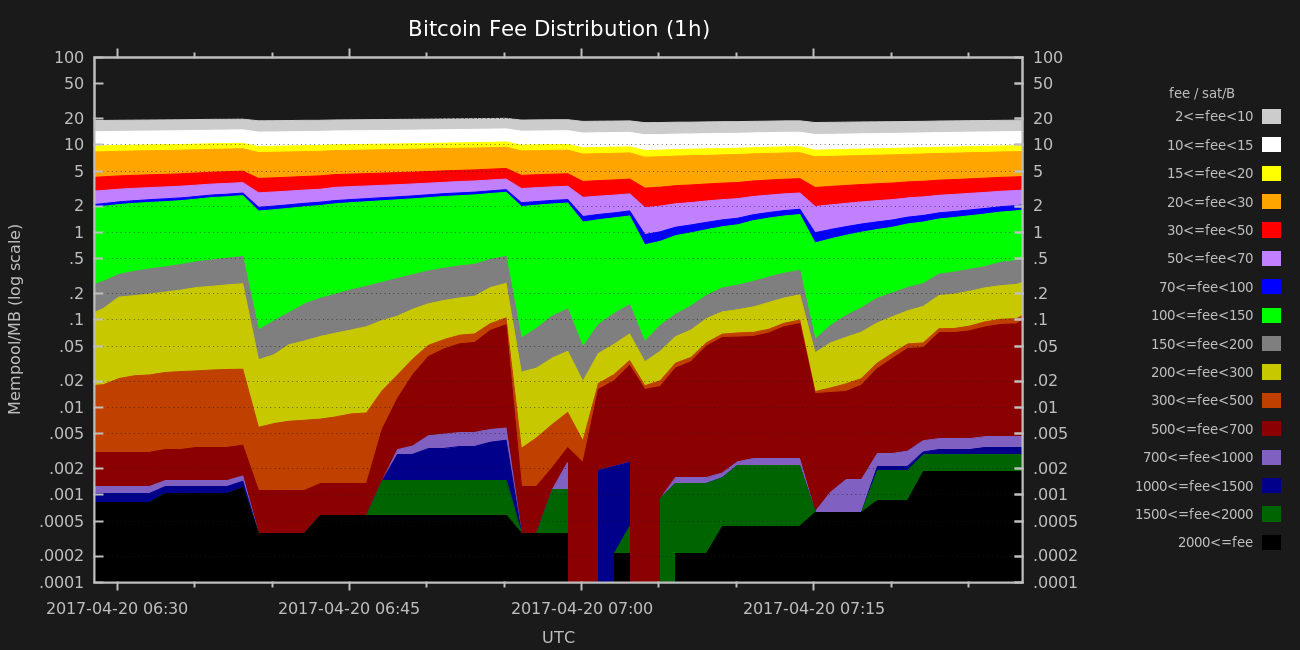 Bitcoin Fee Distribution (1h)
Mempool/MB (log scale)
100
50
20
10
5
2
1
.5
.2
.1
.05
.02
.01
.005
.002
.001
.0005
.0002
.0001
100
50
20
10
5
2
1
.5
.2
.1
.05
.02
.01
.005
.002
.001
.0005
.0002
.0001
2017-04-20 06:30 2017-04-20 06:45 2017-04-20 07:00 2017-04-20 07:15
UTC
fee / sat/B
2<=fee<10
10<=fee<15
15<=fee<20
20<=fee<30
30<=fee<50
50<=fee<70
70<=fee<100
100<=fee<150
150<=fee<200
200<=fee<300
300<=fee<500
500<=fee<700
700<=fee<1000
1000<=fee<1500
1500<=fee<2000
2000<=fee